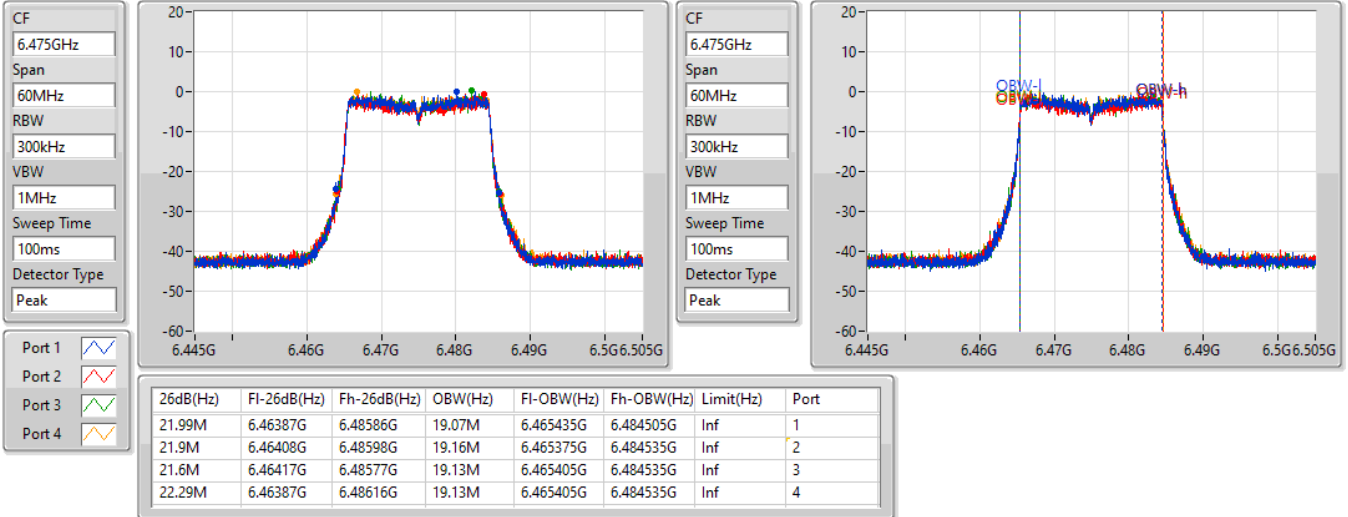 CF
6.475GHz
Span
60MHz
RBW
300kHz
VBW
1MHz
Sweep Time
100ms
Detector Type
Peak
20
10
0
-10
-20
-30
-40
-50
-60
6.445G 6.46G 6.47G 6.48G 6.49G 6.5G 6.505G
CF
6.475GHz
Span
60MHz
RBW
300kHz
VBW
1MHz
Sweep Time
100ms
Detector Type
Peak
20
10
0
-10
-20
-30
-40
-50
-60
OBW-l OBW-h
6.445G 6.46G 6.47G 6.48G 6.49G 6.5G 6.505G
Port 1
Port 2
Port 3
Port 4
26dB(Hz) Fl-26dB(Hz) Fh-26dB(Hz) OBW(Hz) Fl-OBW(Hz) Fh-OBW(Hz) Limit(Hz) Port
21.99M 6.46387G 6.48586G 19.07M 6.465435G 6.484505G Inf 1
21.9M 6.46408G 6.48598G 19.16M 6.465375G 6.484535G Inf 2
21.6M 6.46417G 6.48577G 19.13M 6.465405G 6.484535G Inf 3
22.29M 6.46387G 6.48616G 19.13M 6.465405G 6.484535G Inf 4